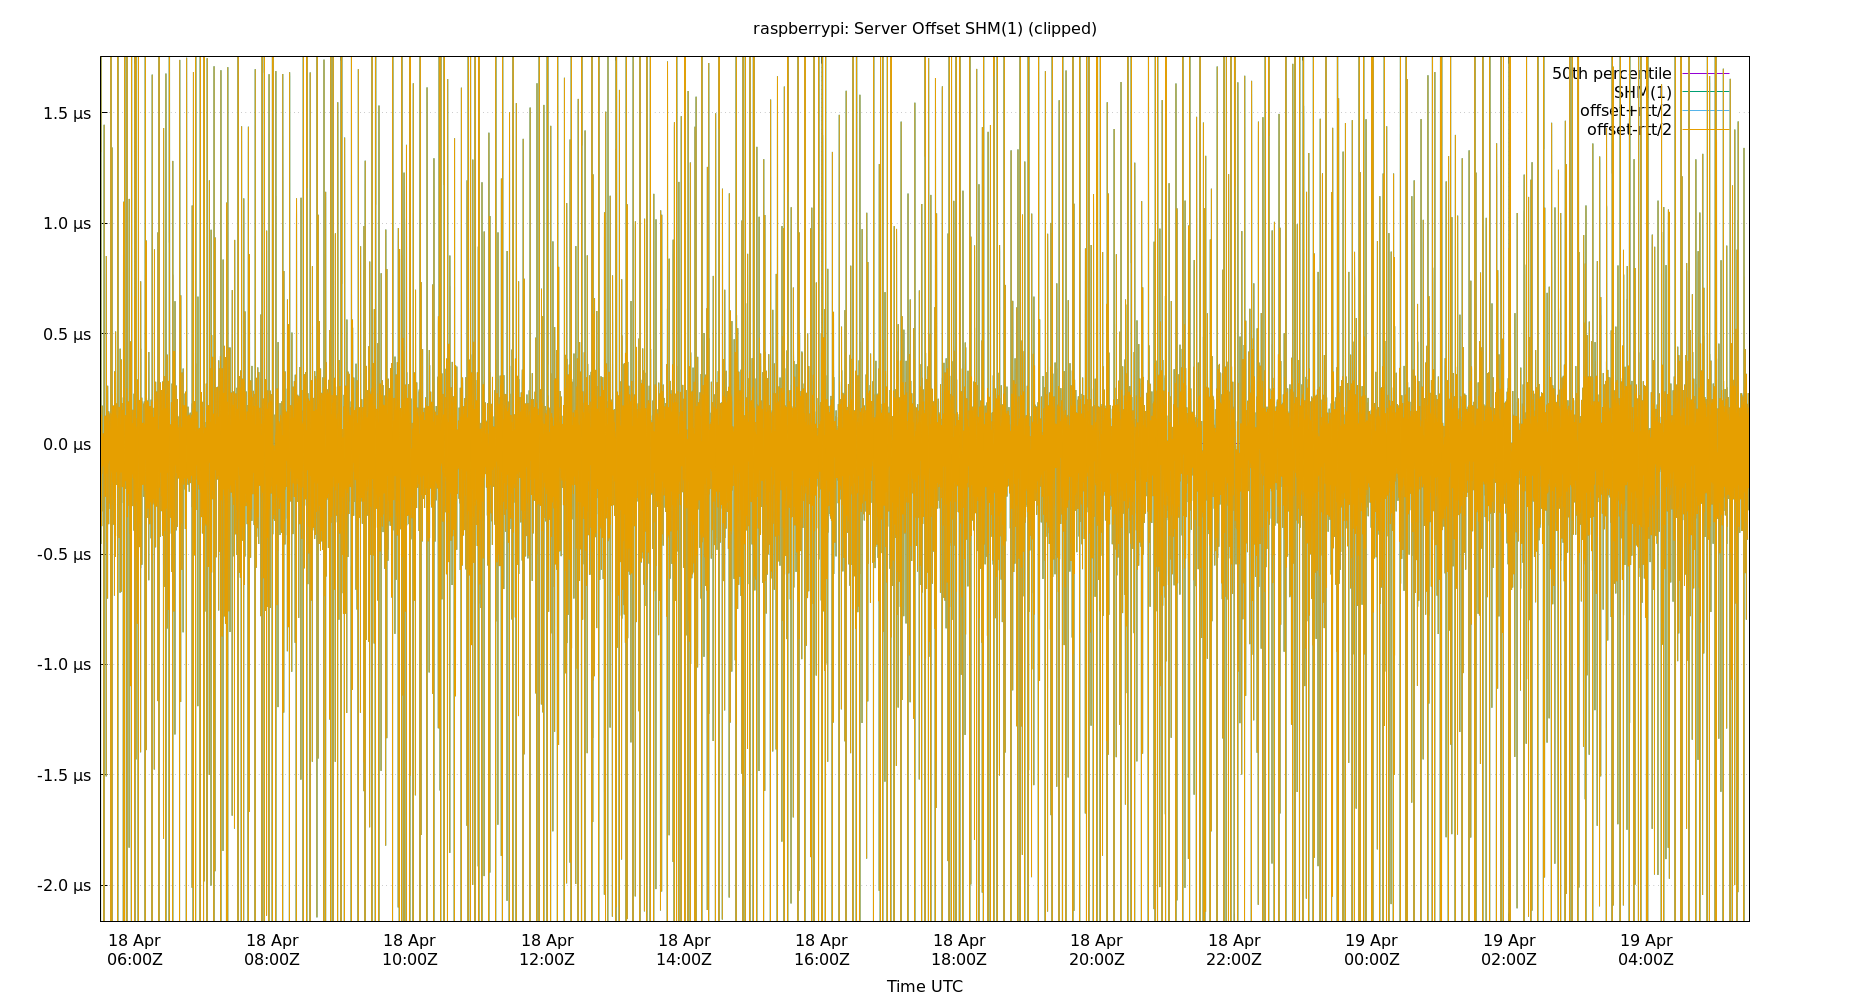 raspberrypi: Server Offset SHM(1) (clipped)
50th percentile
SHM(1)
offset+rtt/2
offset-rtt/2
1.5 µs
1.0 µs
0.5 µs
0.0 µs
-0.5 µs
-1.0 µs
-1.5 µs
-2.0 µs
18 Apr 18 Apr 18 Apr 18 Apr 18 Apr 18 Apr 18 Apr 18 Apr 18 Apr 19 Apr 19 Apr 19 Apr
06:00Z 08:00Z 10:00Z 12:00Z 14:00Z 16:00Z 18:00Z 20:00Z 22:00Z 00:00Z 02:00Z 04:00Z
Time UTC